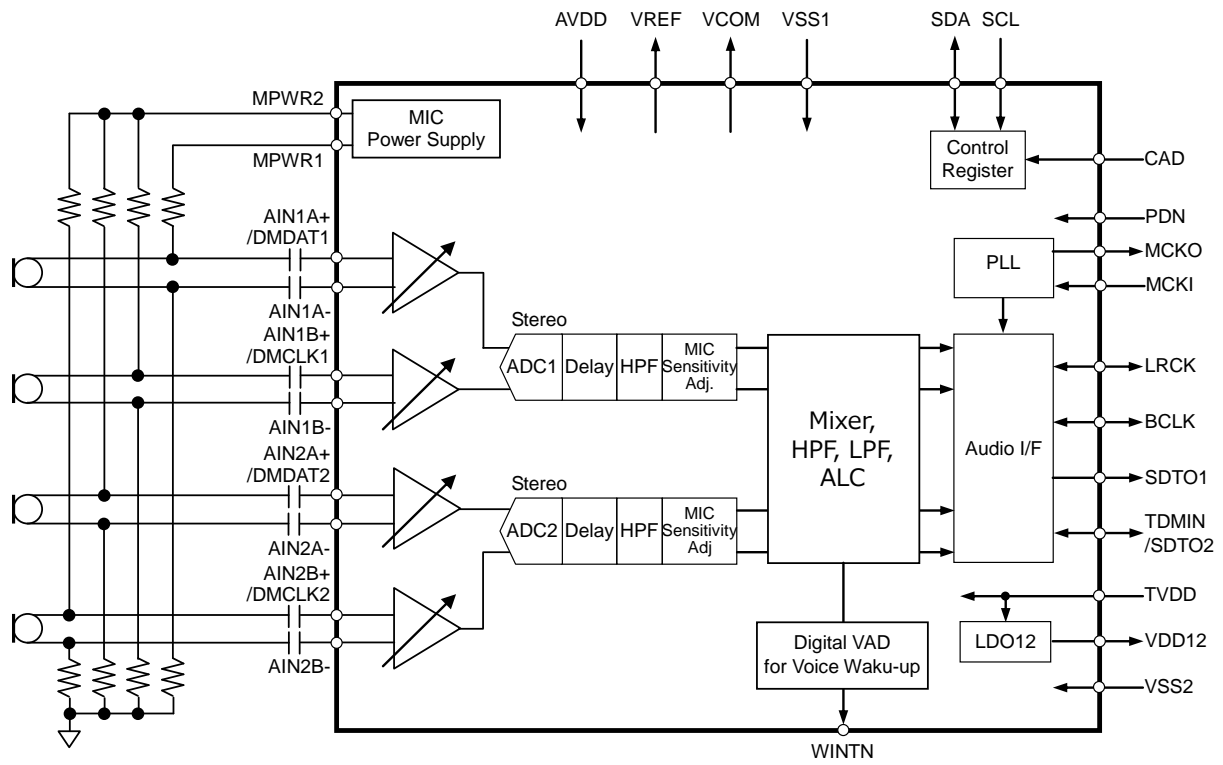 AVDD
VREF
VCOM
VSS1
SDA
SCL
MPWR2
MIC
Power Supply
MPWR1
Control
Register
CAD
PDN
AIN1A+
/DMDAT1
PLL
MCKO
MCKI
AIN1A-
AIN1B+
/DMCLK1
Stereo
ADC1
Delay
HPF
MIC
Sensitivity
Adj.
LRCK
AIN1B-
Mixer,
HPF, LPF,
ALC
Audio I/F
BCLK
AIN2A+
/DMDAT2
Stereo
ADC2
Delay
HPF
MIC
Sensitivity
Adj
SDTO1
TDMIN
/SDTO2
AIN2A-
AIN2B+
/DMCLK2
TVDD
LDO12
VDD12
AIN2B-
Digital VAD
for Voice Waku-up
VSS2
WINTN